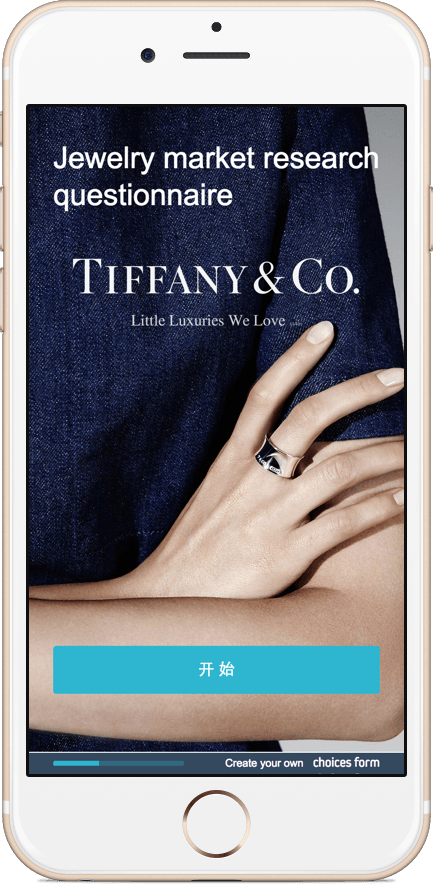 Jewelry market research
questionnaire
TIFFANY & CO.
Little Luxuries We Love
开始
Create your own choices form